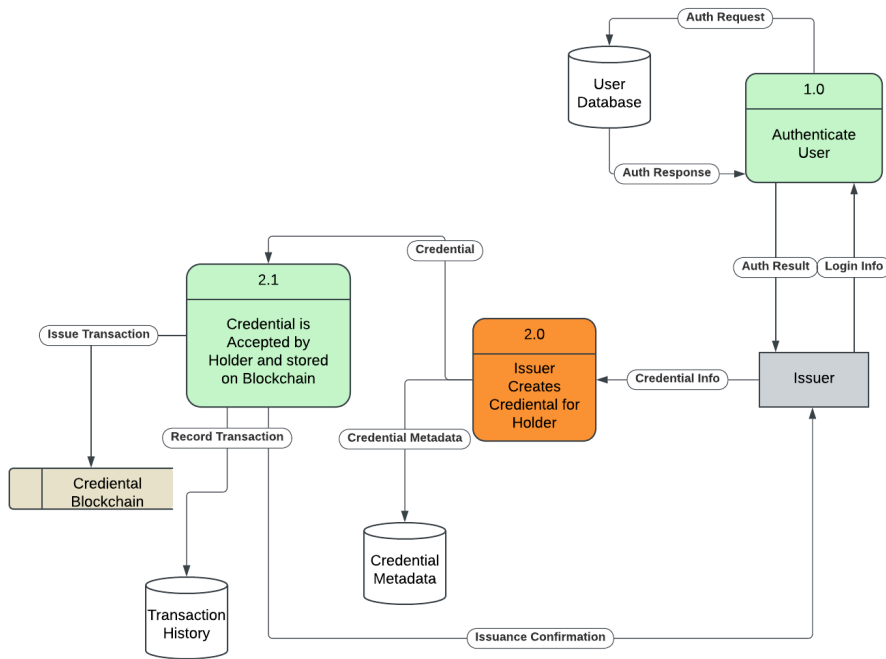 Auth Request
User
Database
1.0
Authenticate
User
Auth Response
Credential
Auth Result
Login Info
2.1
Credential is
Accepted by
Holder and stored
on Blockchain
Issue Transaction
2.0
Issuer
Creates
Crediental for
Holder
Credential Info
Issuer
Record Transaction
Credential Metadata
Crediental
Blockchain
Credential
Metadata
Transaction
History
Issuance Confirmation